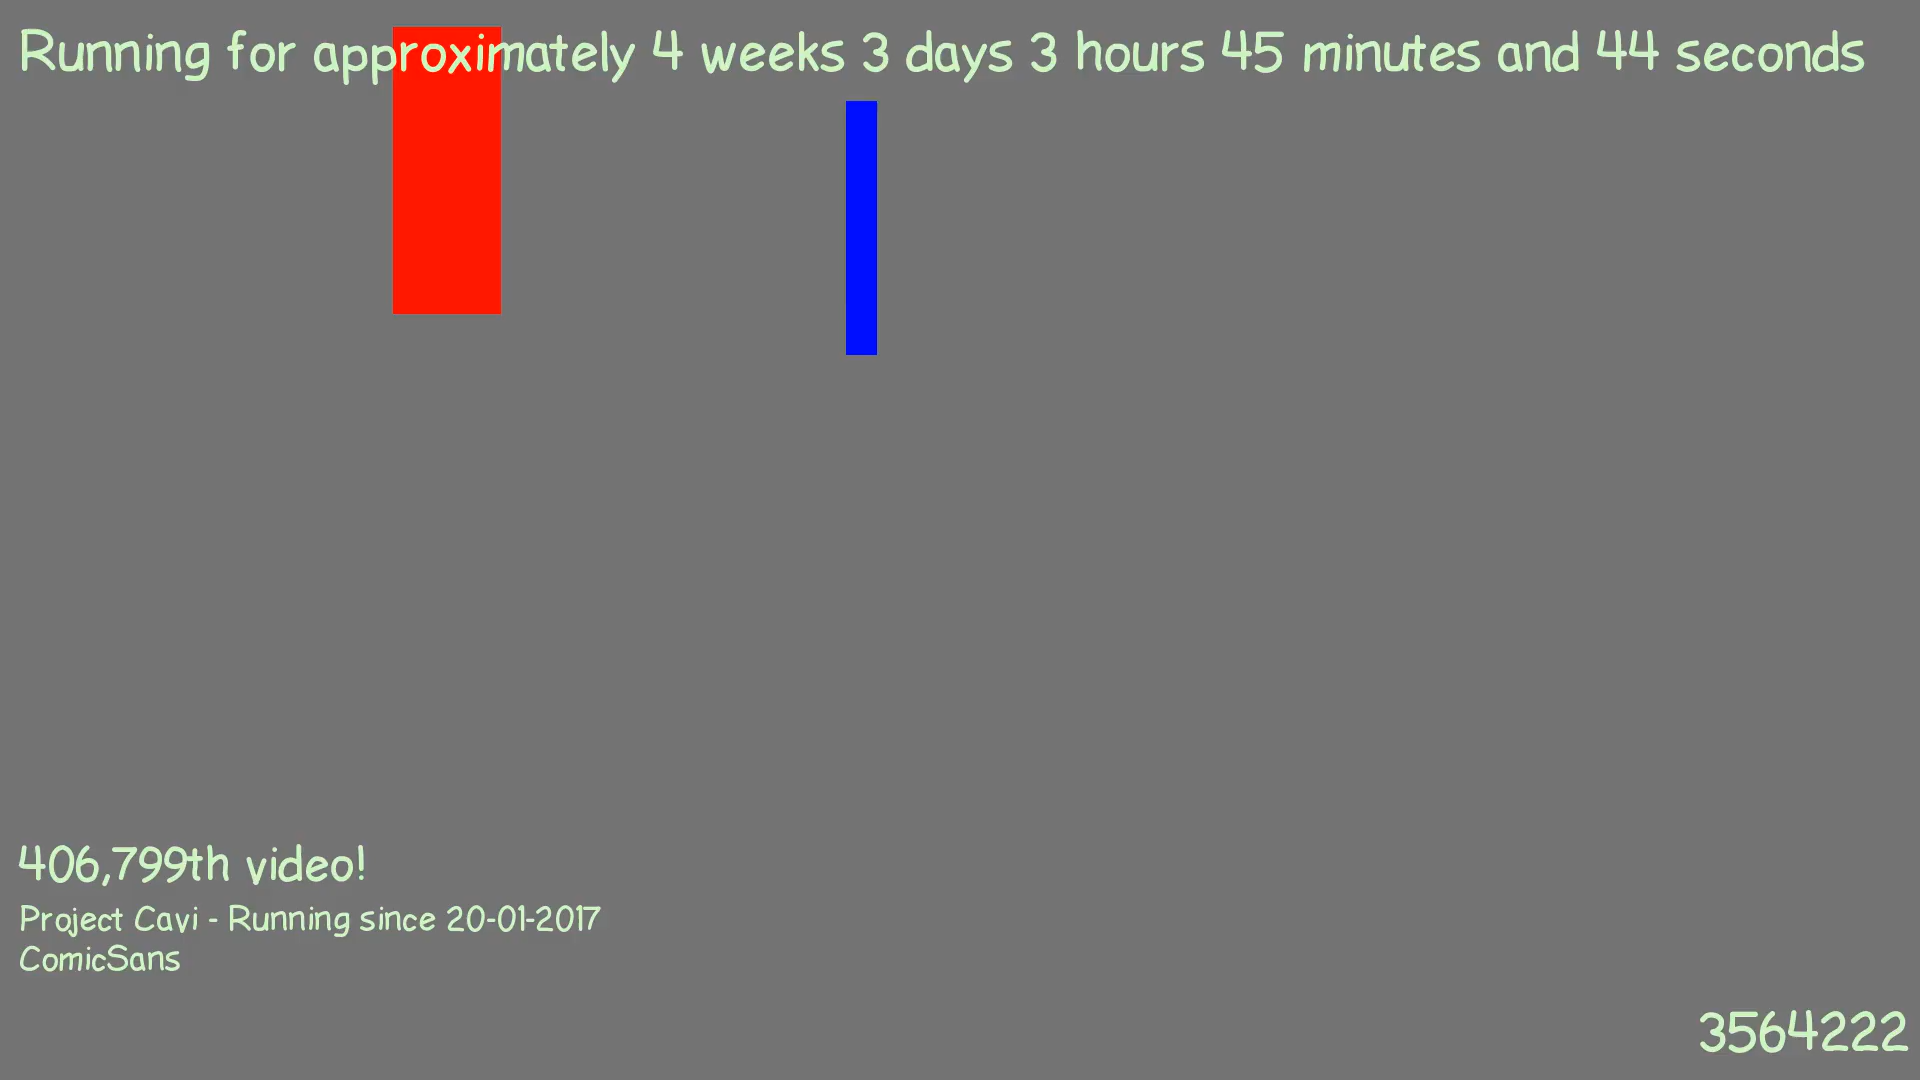 Running for approximately 4 weeks 3 days 3 hours 45 minutes and 44 seconds
406,799th video!
Project Cavi - Running since 20-01-2017
ComicSans
3564222